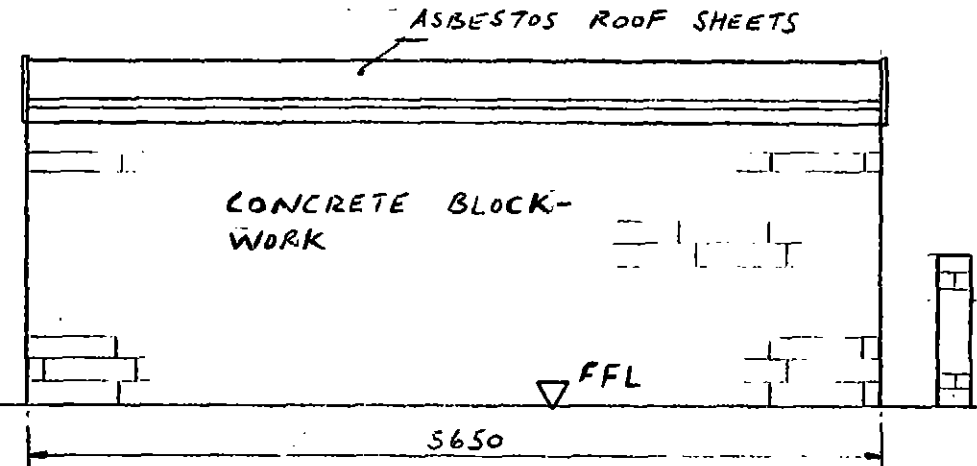 ASBESTOS ROOF SHEETS
CONCRETE BLOCK-
WORK
FFL
5650